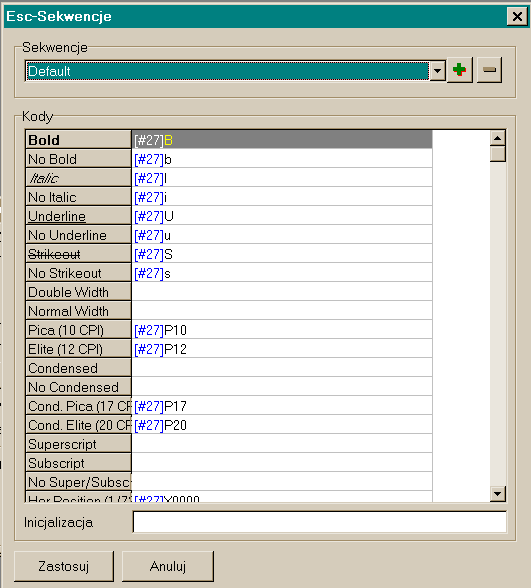 Esc-Sekwencje
Sekwencje
Default
Kody
Bold [#27]B
No Bold [#27]b
Italic [#27]I
No Italic [#27]i
Underline [#27]U
No Underline [#27]u
Strikeout [#27]S
No Strikeout [#27]s
Double Width
Normal Width
Pica (10 CPI) [#27]P10
Elite (12 CPI) [#27]P12
Condensed
No Condensed
Cond. Pica (17 CP [#27]P17
Cond. Elite (20 CP [#27]P20
Superscript
Subscript
No Super/Subsc
Hor Position (1/72 [#27]X0000
Inicjalizacja
Zastosuj Anuluj